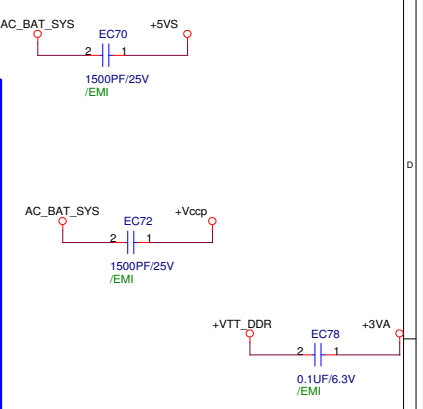 AC_BAT_SYS +5VS
EC70
2 1
1500PF/25V
/EMI
D
AC_BAT_SYS +Vccp
EC72
2 1
1500PF/25V
/EMI
+VTT_DDR +3VA
EC78
2 1
0.1UF/6.3V
/EMI